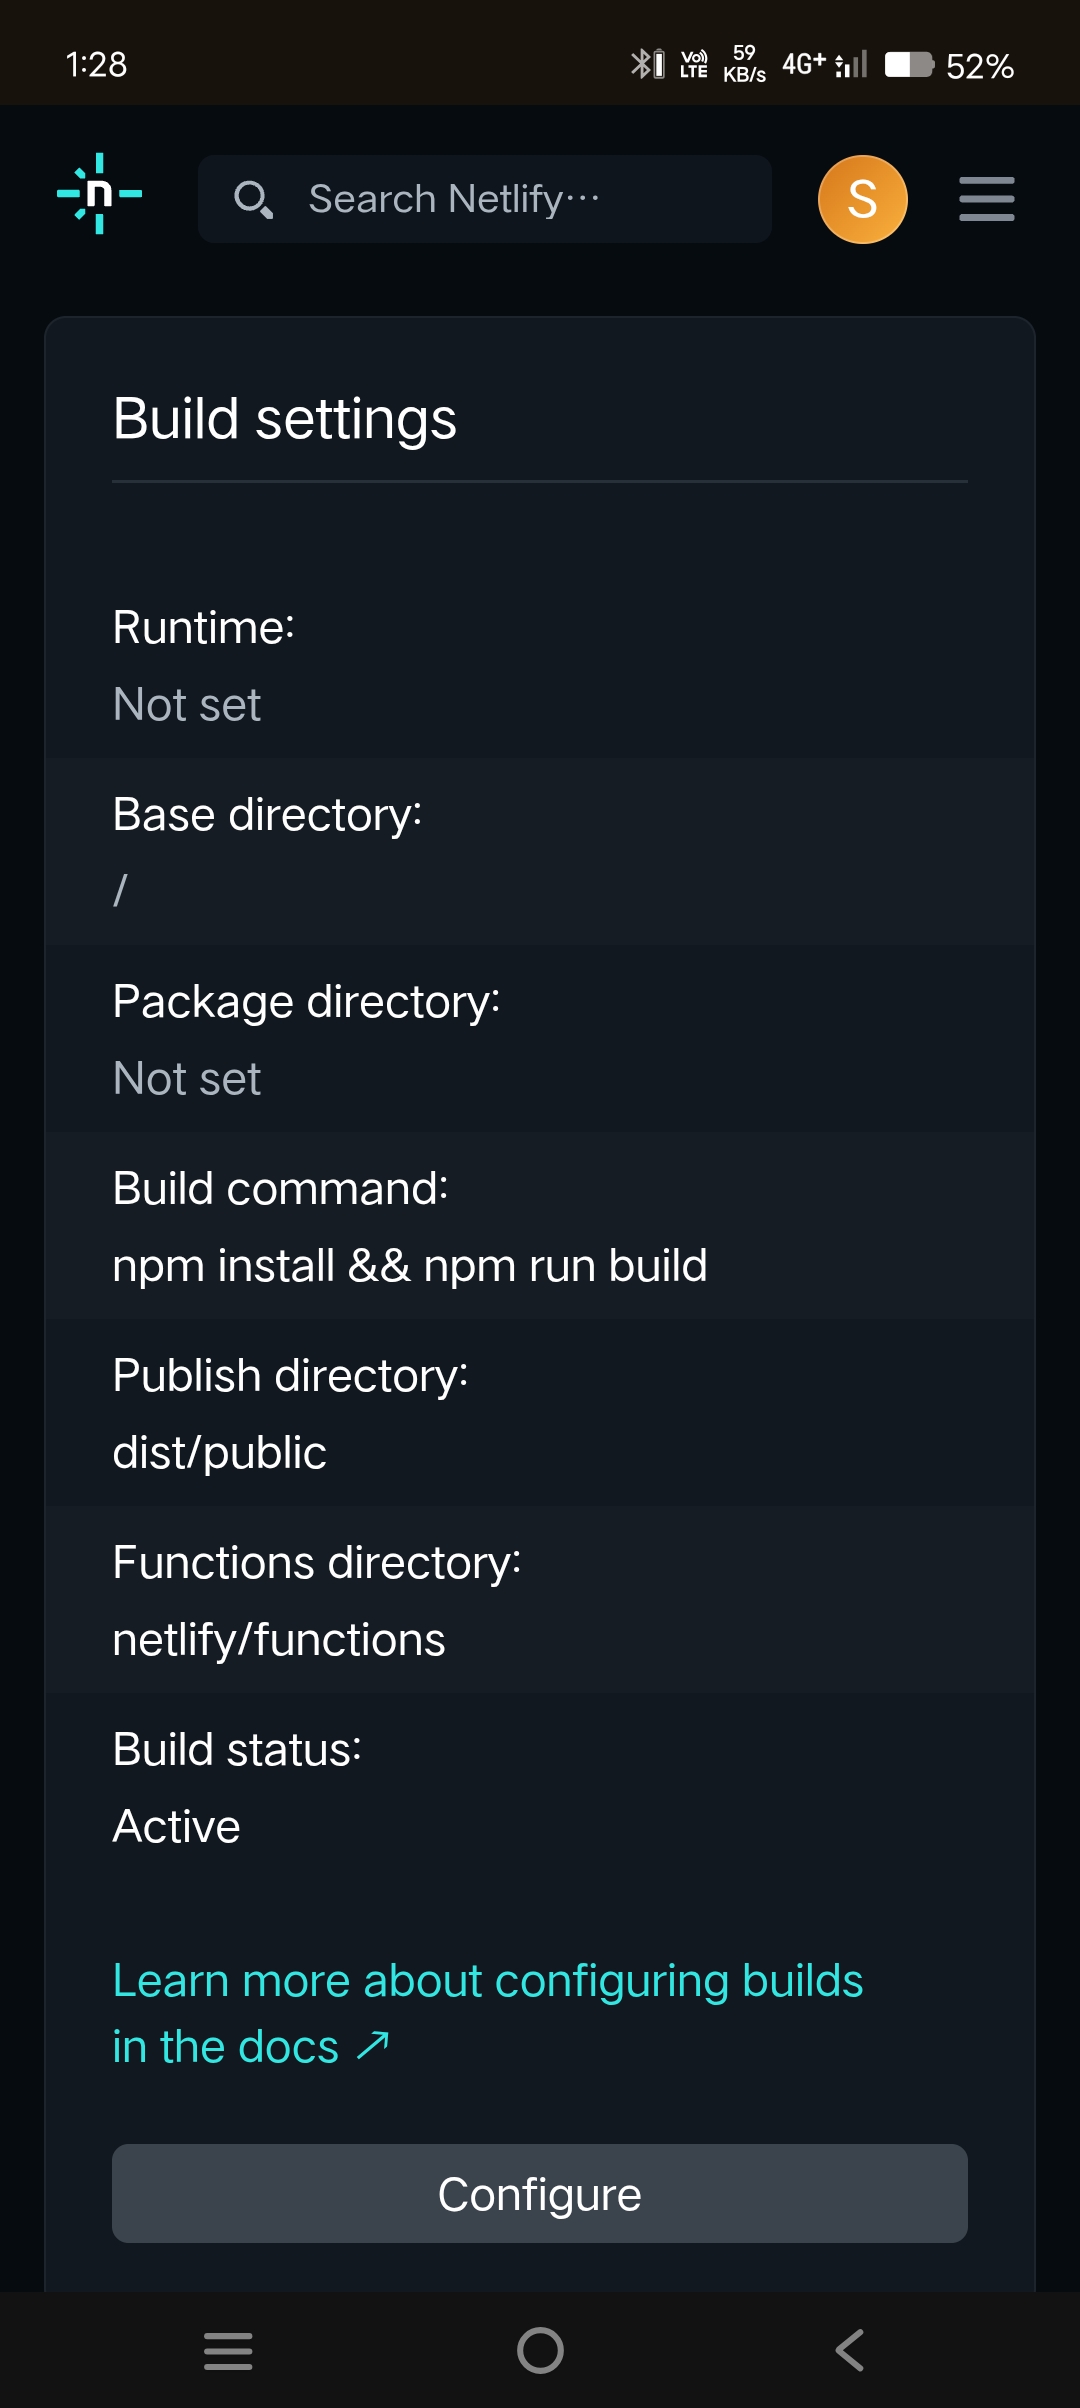 1:28
Vo) LTE
59 KB/s
4G+
52%
n
Search Netlify···
S
Build settings
Runtime:
Not set
Base directory:
/
Package directory:
Not set
Build command:
npm install && npm run build
Publish directory:
dist/public
Functions directory:
netlify/functions
Build status:
Active
Learn more about configuring builds
in the docs ↗
Configure